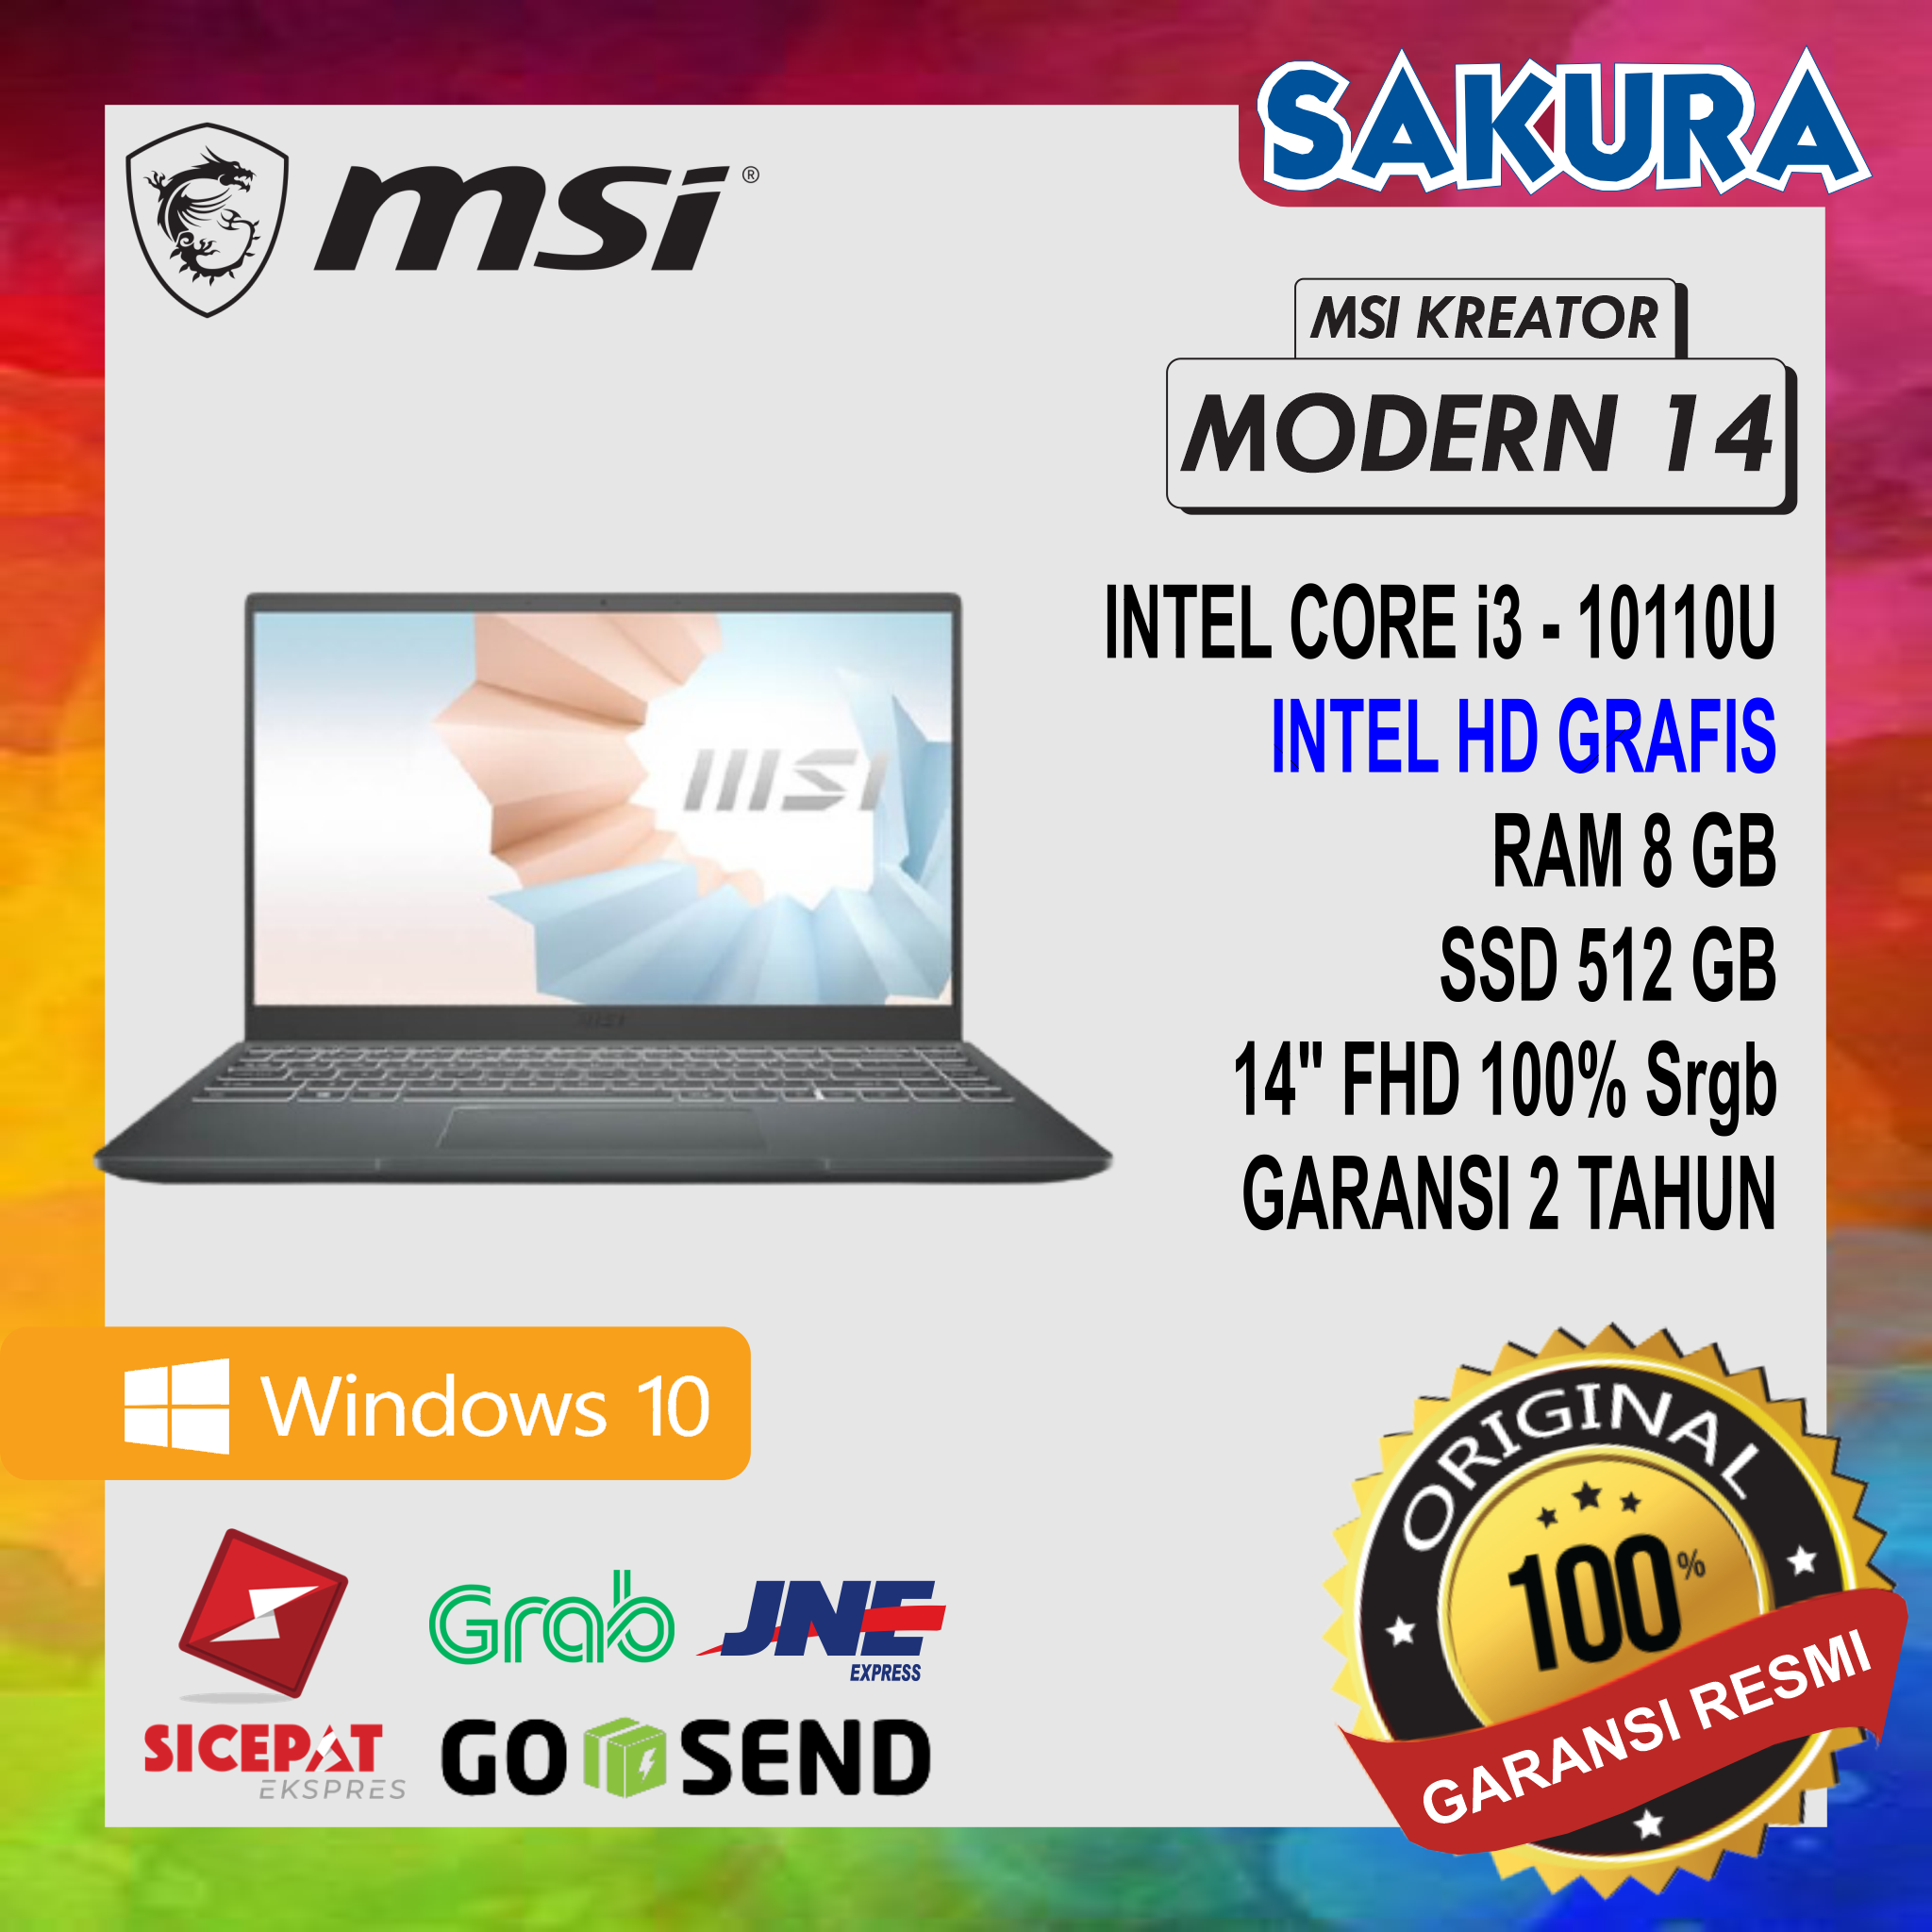 SAKURA
msi®
MSI KREATOR
MODERN 14
INTEL CORE i3 - 10110U
INTEL HD GRAFIS
RAM 8 GB
SSD 512 GB
14" FHD 100% Srgb
GARANSI 2 TAHUN
MSI
MSI
Windows 10
SICEPAT
EKSPRES
Grab
JNE
EXPRESS
GO SEND
ORIGINAL
100%
GARANSI RESMI